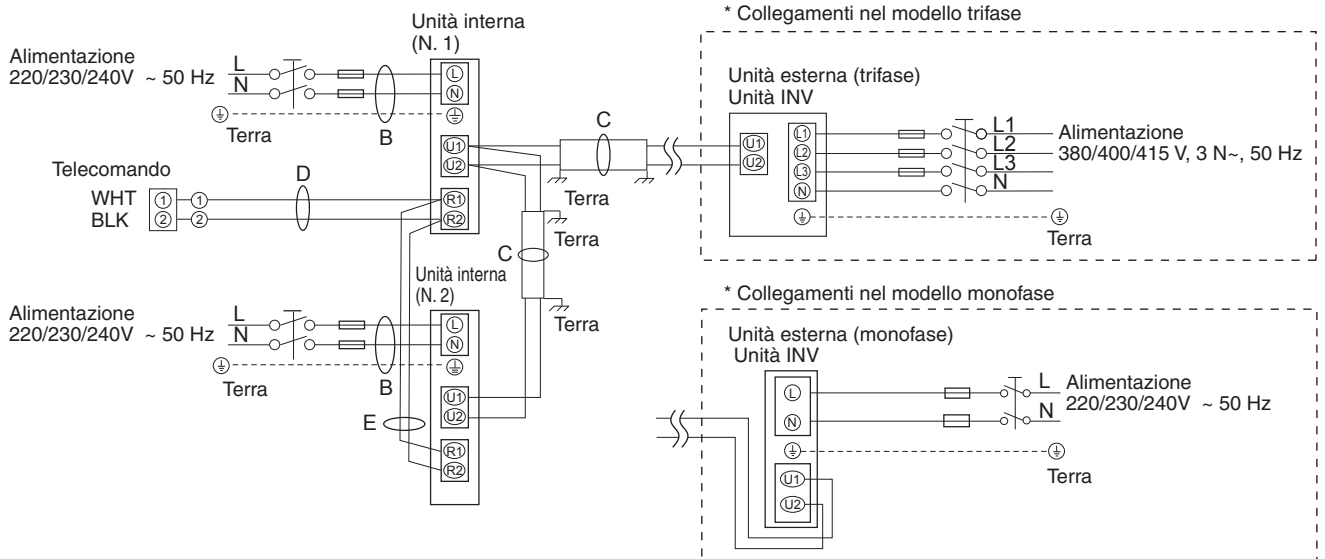 * Collegamenti nel modello trifase
Unità interna
(N. 1)
Alimentazione
220/230/240V ~ 50 Hz
L
N
Terra
B
L
N
U1
U2
R1
R2
C
Terra
Unità esterna (trifase)
Unità INV
U1
U2
L1
L2
L3
N
L1
L2
L3
N
Alimentazione
380/400/415 V, 3 N~, 50 Hz
Terra
Telecomando
WHT
BLK
1
2
1
2
D
Terra
C
Terra
Unità interna
(N. 2)
Alimentazione
220/230/240V ~ 50 Hz
L
N
Terra
B
L
N
U1
U2
E
R1
R2
* Collegamenti nel modello monofase
Unità esterna (monofase)
Unità INV
L
N
U1
U2
L
N
Alimentazione
220/230/240V ~ 50 Hz
Terra